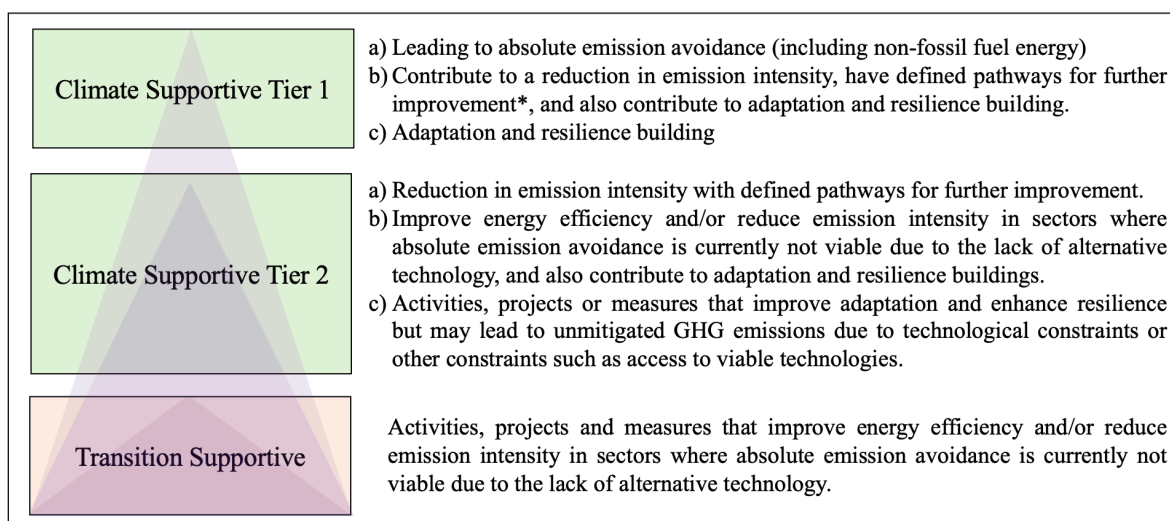 Climate Supportive Tier 1
a) Leading to absolute emission avoidance (including non-fossil fuel energy)
b) Contribute to a reduction in emission intensity, have defined pathways for further
improvement*, and also contribute to adaptation and resilience building.
c) Adaptation and resilience building
Climate Supportive Tier 2
a) Reduction in emission intensity with defined pathways for further improvement.
b) Improve energy efficiency and/or reduce emission intensity in sectors where
absolute emission avoidance is currently not viable due to the lack of alternative
technology, and also contribute to adaptation and resilience buildings.
c) Activities, projects or measures that improve adaptation and enhance resilience
but may lead to unmitigated GHG emissions due to technological constraints or
other constraints such as access to viable technologies.
Transition Supportive
Activities, projects and measures that improve energy efficiency and/or reduce
emission intensity in sectors where absolute emission avoidance is currently not
viable due to the lack of alternative technology.